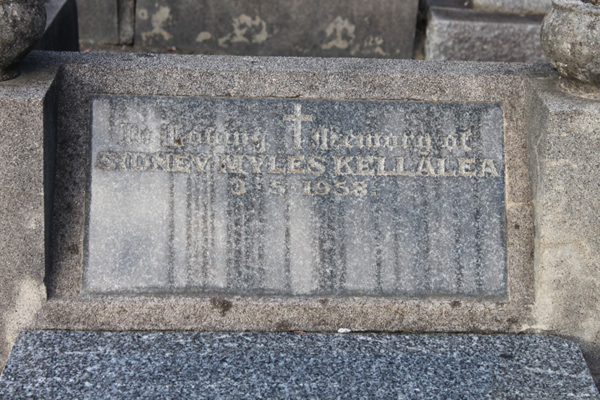 In Loving Memory of
SIDNEY MYLES KELLALEA
3·5·1958.